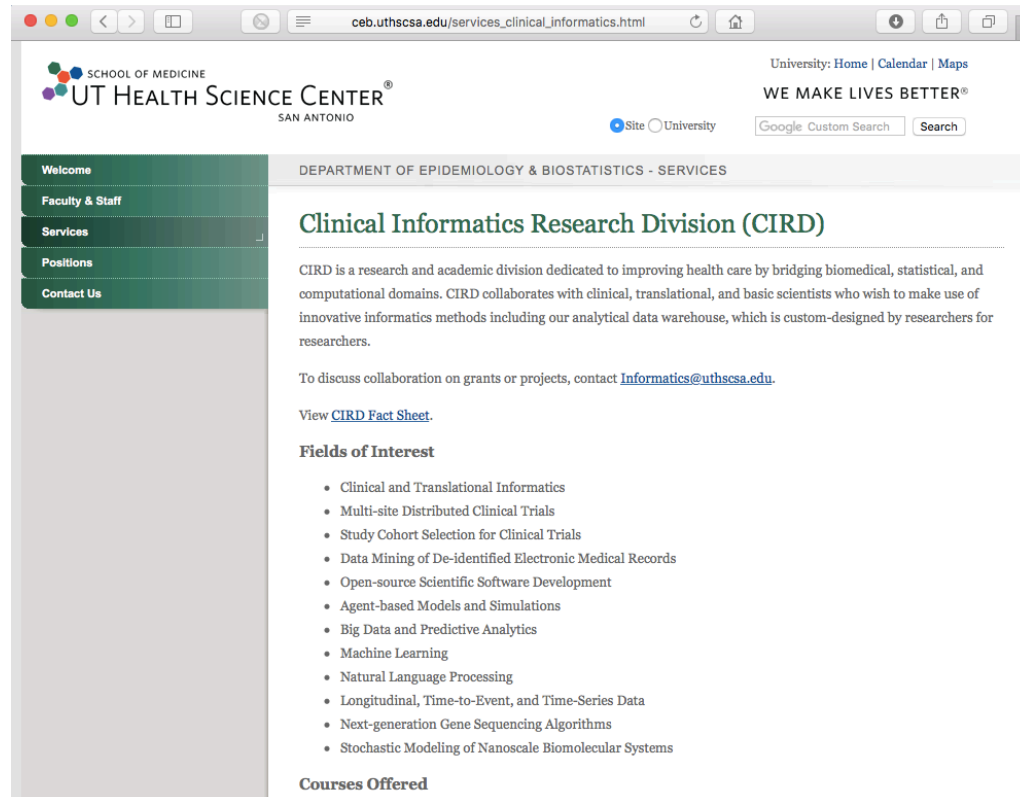 ceb.uthscsa.edu/services_clinical_informatics.html
SCHOOL OF MEDICINE
UT HEALTH SCIENCE CENTER®
SAN ANTONIO
University: Home | Calendar | Maps
WE MAKE LIVES BETTER®
Site University
Google Custom Search Search
Welcome
Faculty & Staff
Services
Positions
Contact Us
DEPARTMENT OF EPIDEMIOLOGY & BIOSTATISTICS - SERVICES
Clinical Informatics Research Division (CIRD)
CIRD is a research and academic division dedicated to improving health care by bridging biomedical, statistical, and
computational domains. CIRD collaborates with clinical, translational, and basic scientists who wish to make use of
innovative informatics methods including our analytical data warehouse, which is custom-designed by researchers for
researchers.
To discuss collaboration on grants or projects, contact Informatics@uthscsa.edu.
View CIRD Fact Sheet.
Fields of Interest
• Clinical and Translational Informatics
• Multi-site Distributed Clinical Trials
• Study Cohort Selection for Clinical Trials
• Data Mining of De-identified Electronic Medical Records
• Open-source Scientific Software Development
• Agent-based Models and Simulations
• Big Data and Predictive Analytics
• Machine Learning
• Natural Language Processing
• Longitudinal, Time-to-Event, and Time-Series Data
• Next-generation Gene Sequencing Algorithms
• Stochastic Modeling of Nanoscale Biomolecular Systems
Courses Offered